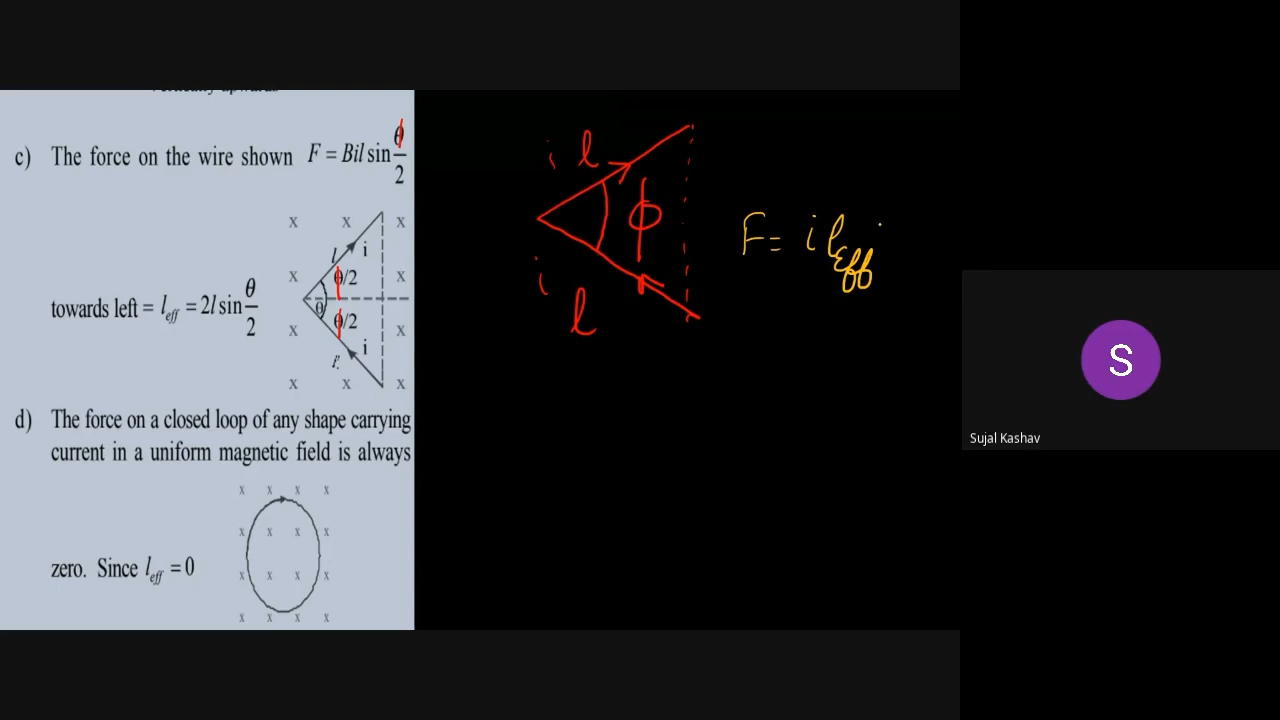 c) The force on the wire shown F = Bil sin ϕ/2
x x x
l i
x θ/2 x
towards left = l_eff = 2l sin θ/2
θ
x θ/2 x
l i
x x x
d) The force on a closed loop of any shape carrying
current in a uniform magnetic field is always
x x x x
x x x x
zero. Since l_eff = 0
x x x x
x x x x
i l
ϕ
i
l
F = i l_eff
S
Sujal Kashav